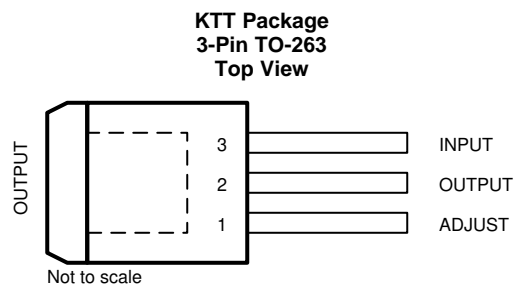 KTT Package
3-Pin TO-263
Top View
OUTPUT
3
INPUT
2
OUTPUT
1
ADJUST
Not to scale